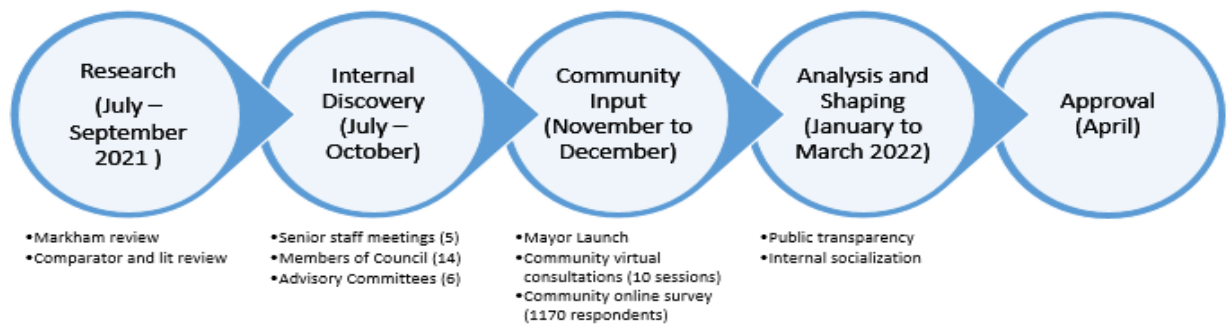 Research
(July –
September
2021 )
•Markham review
•Comparator and lit review
Internal
Discovery
(July –
October)
•Senior staff meetings (5)
•Members of Council (14)
•Advisory Committees (6)
Community
Input
(November to
December)
•Mayor Launch
•Community virtual
consultations (10 sessions)
•Community online survey
(1170 respondents)
Analysis and
Shaping
(January to
March 2022)
•Public transparency
•Internal socialization
Approval
(April)